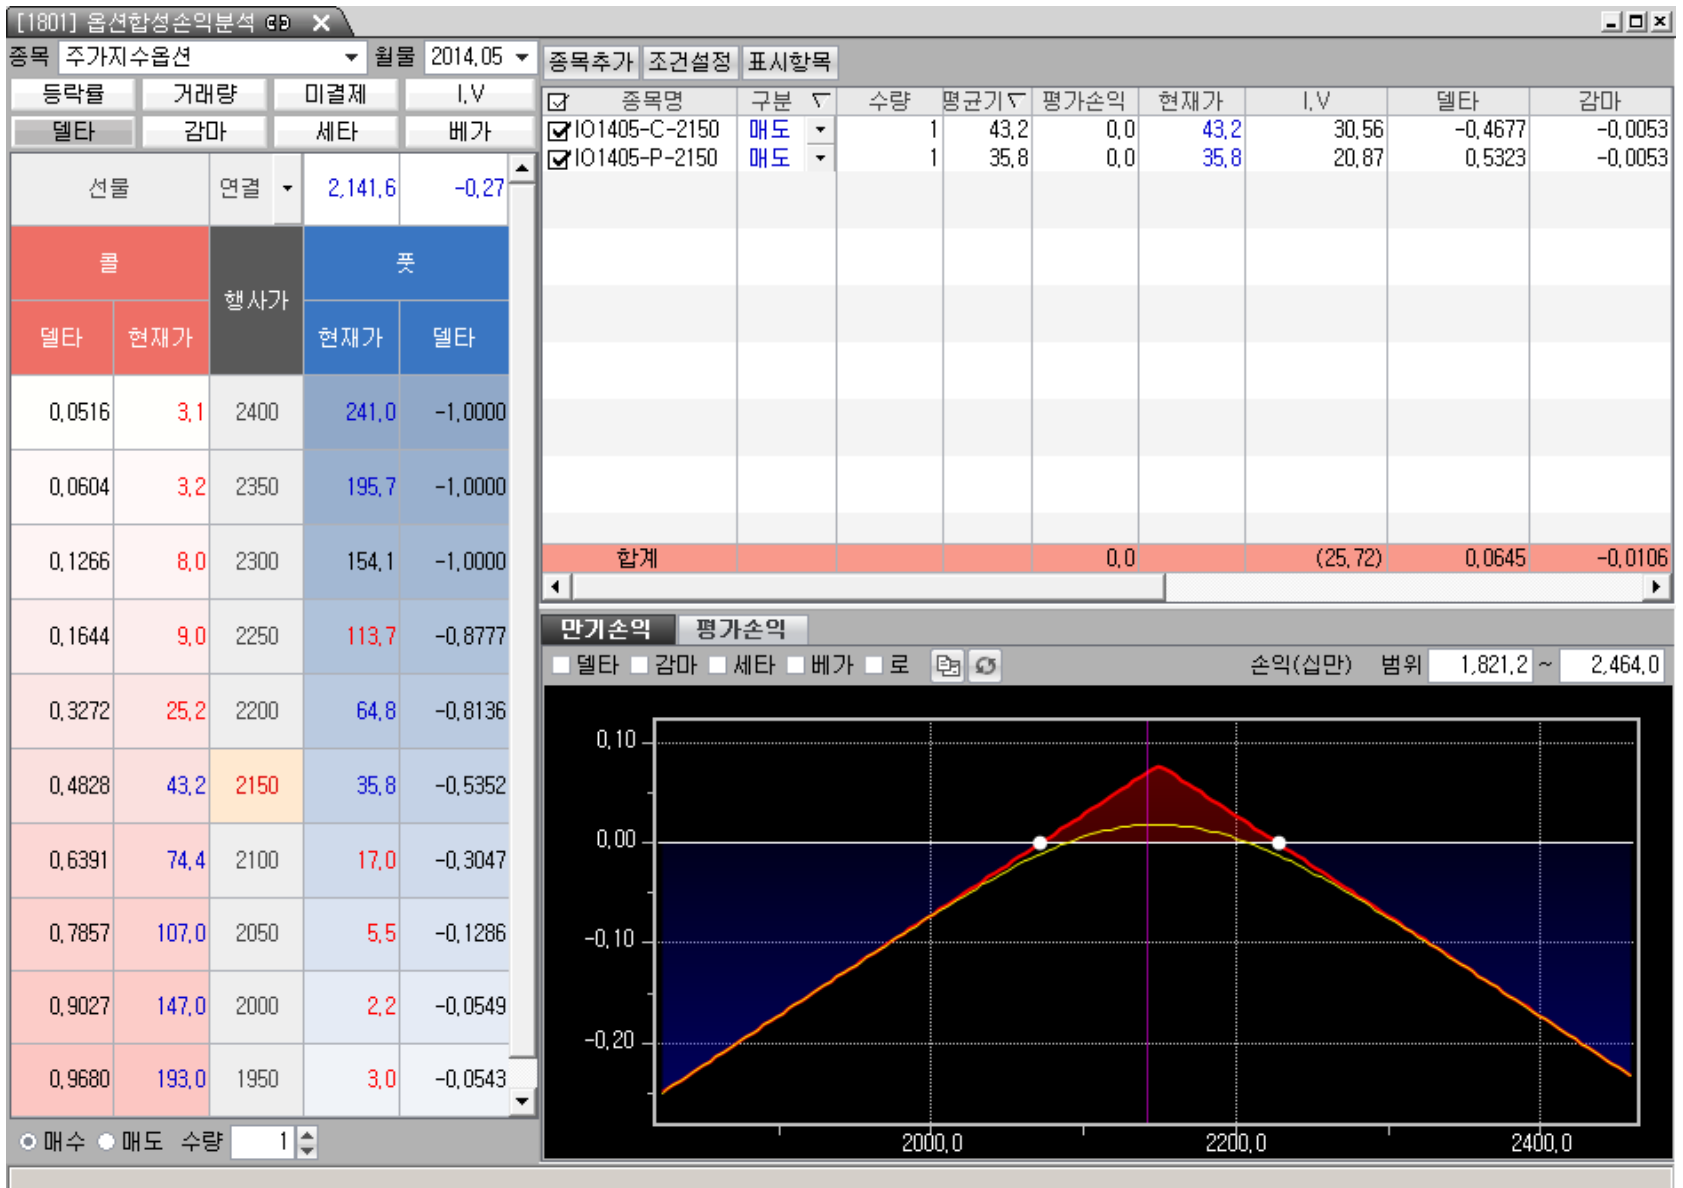 [1801] 옵션합성손익분석
종목 주가지수옵션 월물 2014,05
등락률 거래량 미결제 I,V
델타 감마 세타 베가
선물 연결 2,141,6 -0,27
콜 행사가 풋
델타 현재가 현재가 델타
0,0516 3,1 2400 241,0 -1,0000
0,0604 3,2 2350 195,7 -1,0000
0,1266 8,0 2300 154,1 -1,0000
0,1644 9,0 2250 113,7 -0,8777
0,3272 25,2 2200 64,8 -0,8136
0,4828 43,2 2150 35,8 -0,5352
0,6391 74,4 2100 17,0 -0,3047
0,7857 107,0 2050 5,5 -0,1286
0,9027 147,0 2000 2,2 -0,0549
0,9680 193,0 1950 3,0 -0,0543
매수 매도 수량 1
종목추가 조건설정 표시항목
종목명 구분 수량 평균기 평가손익 현재가 I,V 델타 감마
IO1405-C-2150 매도 1 43,2 0,0 43,2 30,56 -0,4677 -0,0053
IO1405-P-2150 매도 1 35,8 0,0 35,8 20,87 0,5323 -0,0053
합계 0,0 (25,72) 0,0645 -0,0106
만기손익 평가손익
델타 감마 세타 베가 로 손익(십만) 범위 1,821,2 ~ 2,464,0
0,10
0,00
-0,10
-0,20
2000,0 2200,0 2400,0